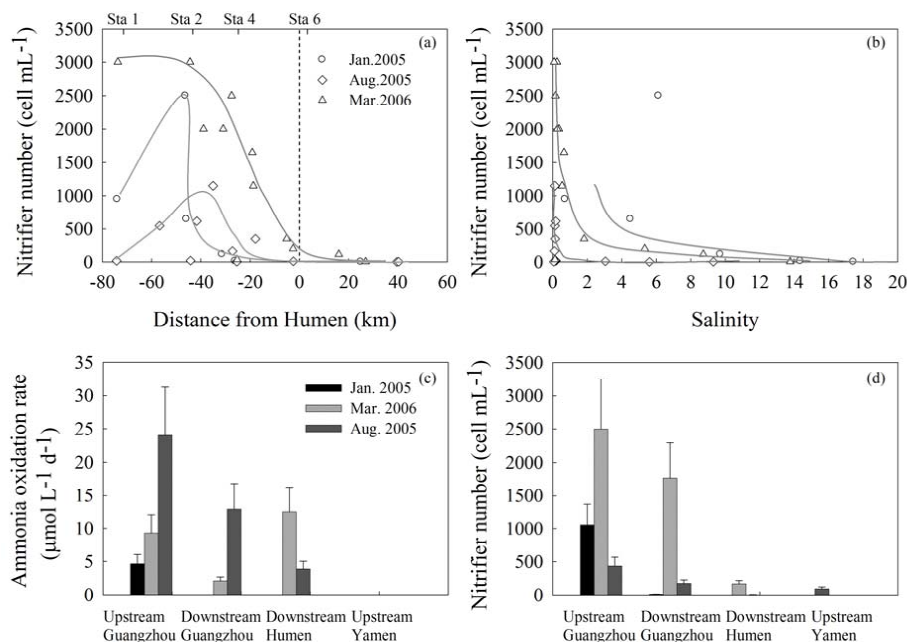 Sta 1 Sta 2 Sta 4 Sta 6
(a)
Nitrifier number (cell mL⁻¹)
3500
3000
2500
2000
1500
1000
500
0
Jan.2005
Aug.2005
Mar.2006
-80 -60 -40 -20 0 20 40 60
Distance from Humen (km)
(b)
Nitrifier number (cell mL⁻¹)
3500
3000
2500
2000
1500
1000
500
0
0 2 4 6 8 10 12 14 16 18 20
Salinity
(c)
Ammonia oxidation rate
(μmol L⁻¹ d⁻¹)
35
30
25
20
15
10
5
0
Jan. 2005
Mar. 2006
Aug. 2005
Upstream Downstream Downstream Upstream
Guangzhou Guangzhou Humen Yamen
(d)
Nitrifier number (cell mL⁻¹)
3500
3000
2500
2000
1500
1000
500
0
Upstream Downstream Downstream Upstream
Guangzhou Guangzhou Humen Yamen